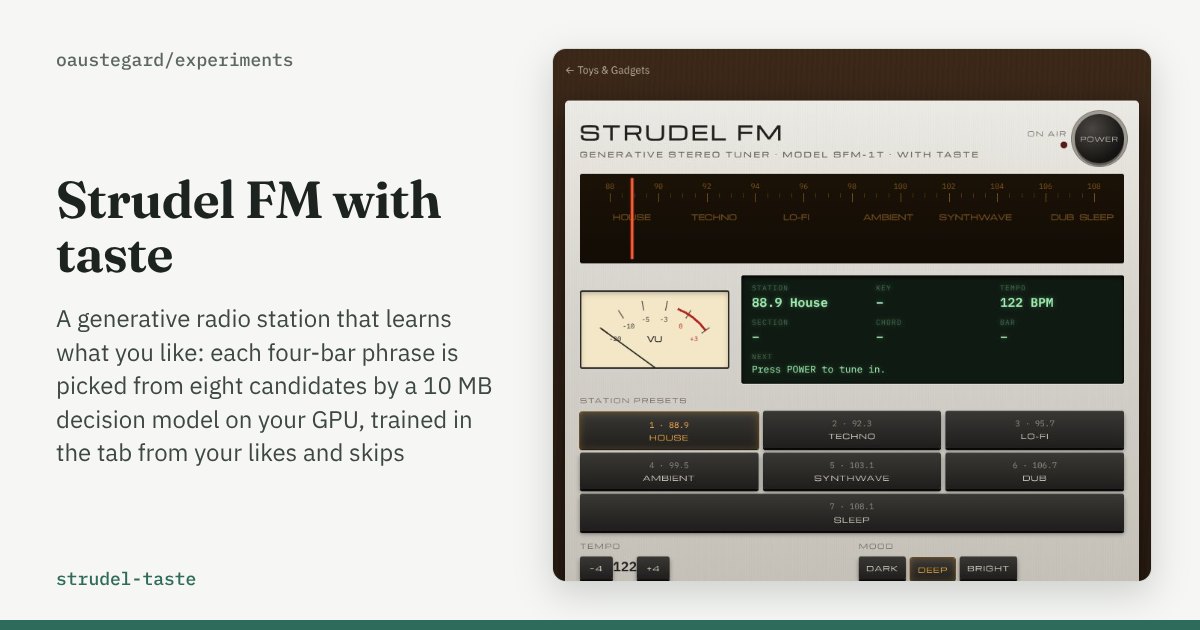 oaustegard/experiments
Strudel FM with
taste
A generative radio station that learns
what you like: each four-bar phrase is
picked from eight candidates by a 10 MB
decision model on your GPU, trained in
the tab from your likes and skips
strudel-taste
← Toys & Gadgets
STRUDEL FM
GENERATIVE STEREO TUNER · MODEL SFM-1T · WITH TASTE
ON AIR
POWER
88 90 92 94 96 98 100 102 104 106 108
HOUSE TECHNO LO-FI AMBIENT SYNTHWAVE DUB SLEEP
-20 -10 -5 -3 0 +3
VU
STATION KEY TEMPO
88.9 House – 122 BPM
SECTION CHORD BAR
– – –
NEXT
Press POWER to tune in.
STATION PRESETS
1 · 88.9 2 · 92.3 3 · 95.7
HOUSE TECHNO LO-FI
4 · 99.5 5 · 103.1 6 · 106.7
AMBIENT SYNTHWAVE DUB
7 · 108.1
SLEEP
TEMPO MOOD
-4 122 +4 DARK DEEP BRIGHT